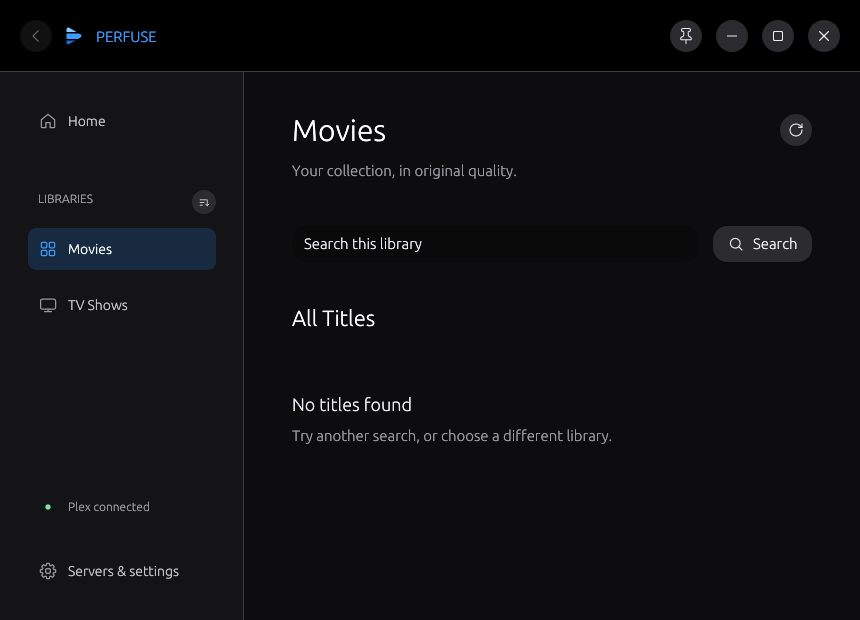 PERFUSE
Home
LIBRARIES
Movies
TV Shows
Plex connected
Servers & settings
Movies
Your collection, in original quality.
Search this library
Search
All Titles
No titles found
Try another search, or choose a different library.